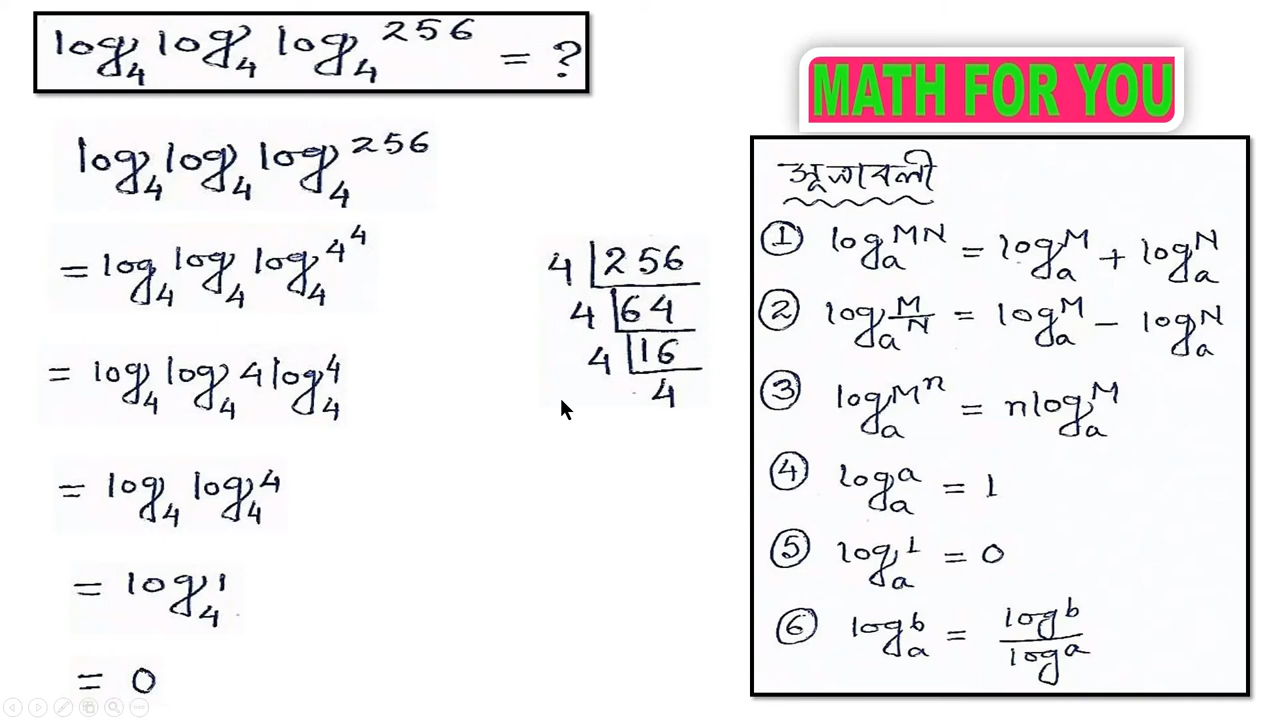 log₄ log₄ log₄ 256 = ?
log₄ log₄ log₄ 256
= log₄ log₄ log₄ 4⁴
= log₄ log₄ 4 log₄ 4
= log₄ log₄ 4
= log₄ 1
= 0
4 | 256
4 | 64
4 | 16
4
MATH FOR YOU
সূত্রাবলী
① logₐ MN = logₐ M + logₐ N
② logₐ M/N = logₐ M − logₐ N
③ logₐ Mⁿ = n logₐ M
④ logₐ a = 1
⑤ logₐ 1 = 0
⑥ logₐ b = log b / log a